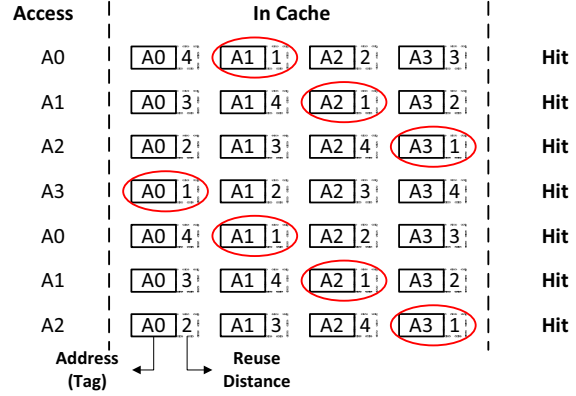 Access In Cache
A0 A0 4 A1 1 A2 2 A3 3 Hit
A1 A0 3 A1 4 A2 1 A3 2 Hit
A2 A0 2 A1 3 A2 4 A3 1 Hit
A3 A0 1 A1 2 A2 3 A3 4 Hit
A0 A0 4 A1 1 A2 2 A3 3 Hit
A1 A0 3 A1 4 A2 1 A3 2 Hit
A2 A0 2 A1 3 A2 4 A3 1 Hit
Address Reuse
(Tag) Distance